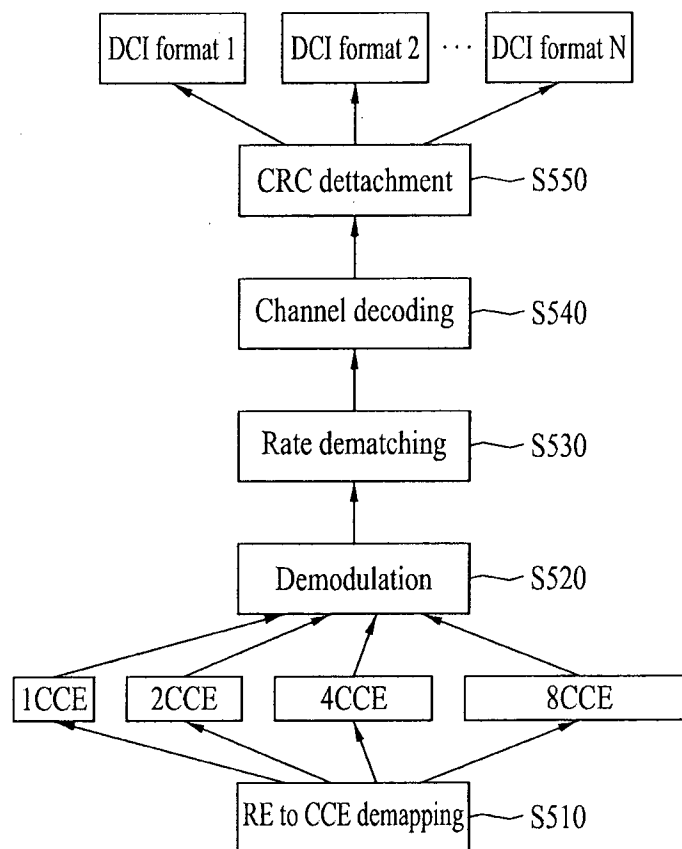 DCI format 1
DCI format 2
...
DCI format N
CRC dettachment
S550
Channel decoding
S540
Rate dematching
S530
Demodulation
S520
1CCE
2CCE
4CCE
8CCE
RE to CCE demapping
S510